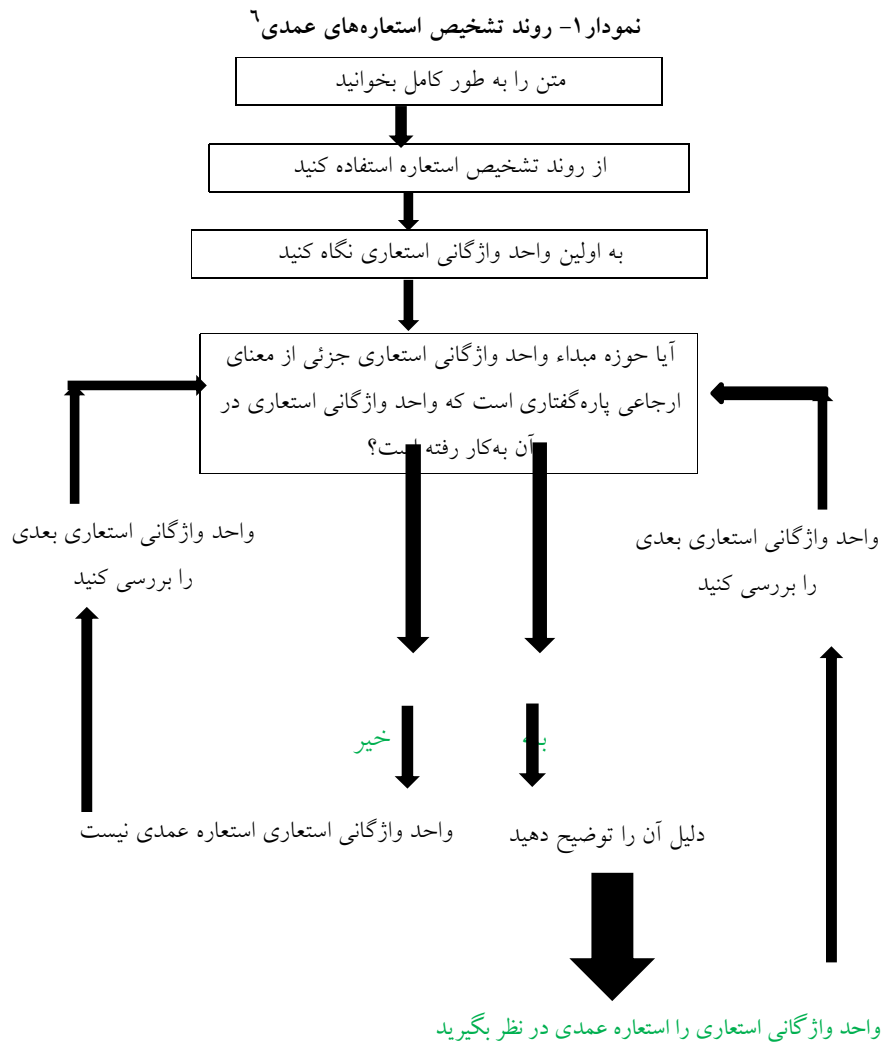 نمودار۱- روند تشخیص استعاره‌های عمدی۶
متن را به طور کامل بخوانید
از روند تشخیص استعاره استفاده کنید
به اولین واحد واژگانی استعاری نگاه کنید
آیا حوزه مبداء واحد واژگانی استعاری جزئی از معنای
ارجاعی پاره‌گفتاری است که واحد واژگانی استعاری در
آن به‌کار رفته است؟
واحد واژگانی استعاری بعدی
را بررسی کنید
واحد واژگانی استعاری بعدی
را بررسی کنید
بله
خیر
دلیل آن را توضیح دهید
واحد واژگانی استعاری استعاره عمدی نیست
واحد واژگانی استعاری را استعاره عمدی در نظر بگیرید